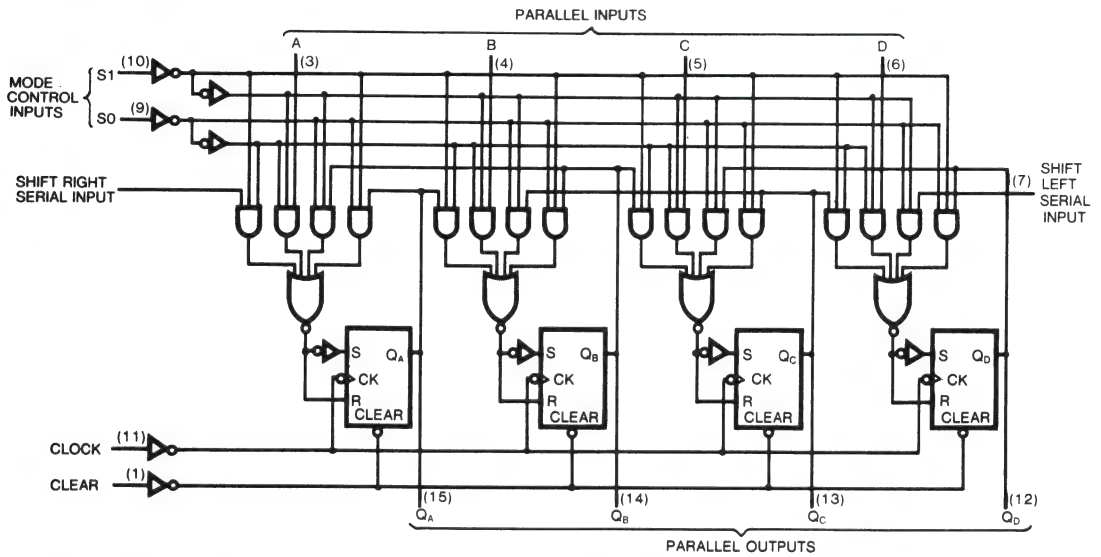 PARALLEL INPUTS
A B C D
(3) (4) (5) (6)
MODE CONTROL INPUTS
S1 (10)
S0 (9)
SHIFT RIGHT
SERIAL INPUT
(7)
SHIFT
LEFT
SERIAL
INPUT
S QA
CK
R
CLEAR
S QB
CK
R
CLEAR
S QC
CK
R
CLEAR
S QD
CK
R
CLEAR
CLOCK (11)
CLEAR (1)
(15) (14) (13) (12)
QA QB QC QD
PARALLEL OUTPUTS